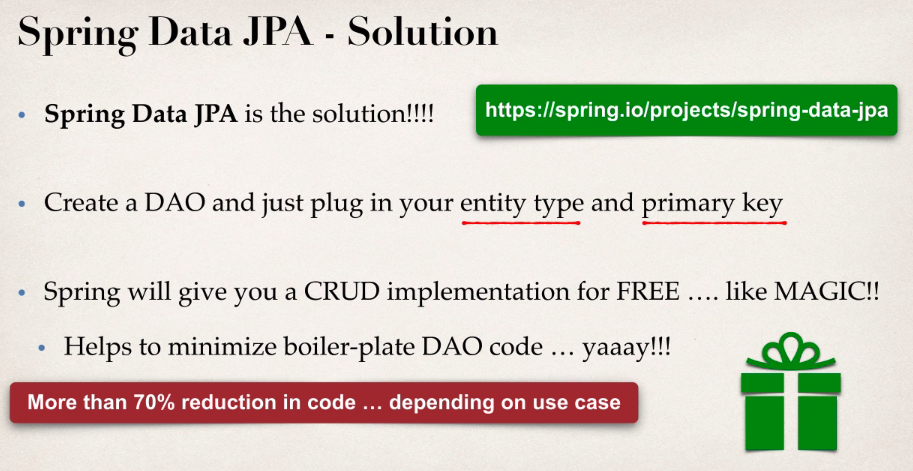 Spring Data JPA - Solution
• Spring Data JPA is the solution!!!!
https://spring.io/projects/spring-data-jpa
• Create a DAO and just plug in your entity type and primary key
• Spring will give you a CRUD implementation for FREE …. like MAGIC!!
• Helps to minimize boiler-plate DAO code … yaaay!!!
More than 70% reduction in code … depending on use case